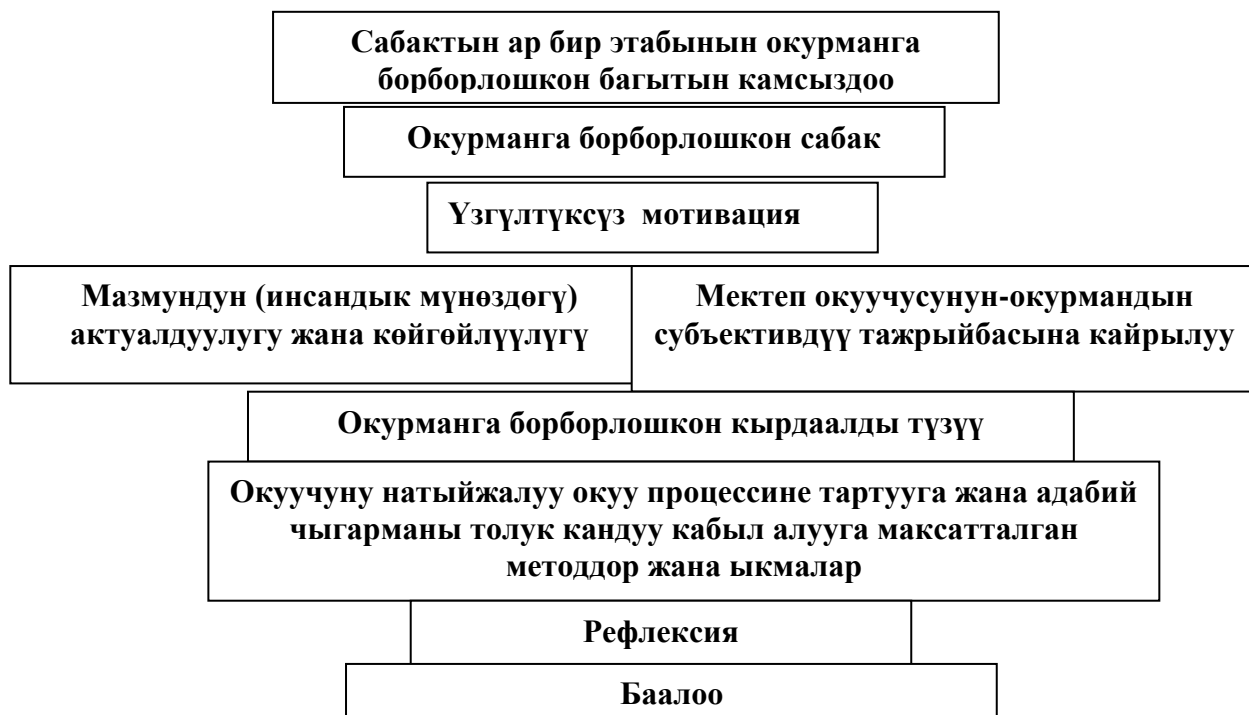 Сабактын ар бир этабынын окурманга
борборлошкон багытын камсыздоо
Окурманга борборлошкон сабак
Үзгүлтүксүз мотивация
Мазмундун (инсандык мүнөздөгү)
актуалдуулугу жана көйгөйлүүлүгү
Мектеп окуучусунун-окурмандын
субъективдүү тажрыйбасына кайрылуу
Окурманга борборлошкон кырдаалды түзүү
Окуучуну натыйжалуу окуу процессине тартууга жана адабий
чыгарманы толук кандуу кабыл алууга максатталган
методдор жана ыкмалар
Рефлексия
Баалоо